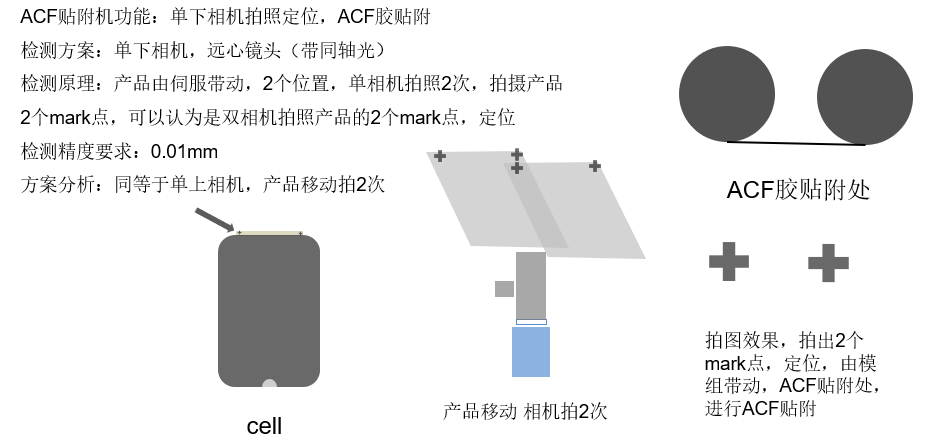 ACF贴附机功能：单下相机拍照定位，ACF胶贴附
检测方案：单下相机，远心镜头（带同轴光）
检测原理：产品由伺服带动，2个位置，单相机拍照2次，拍摄产品
2个mark点，可以认为是双相机拍照产品的2个mark点，定位
检测精度要求：0.01mm
方案分析：同等于单上相机，产品移动拍2次
ACF胶贴附处
拍图效果，拍出2个
mark点，定位，由模
组带动，ACF贴附处，
进行ACF贴附
产品移动 相机拍2次
cell